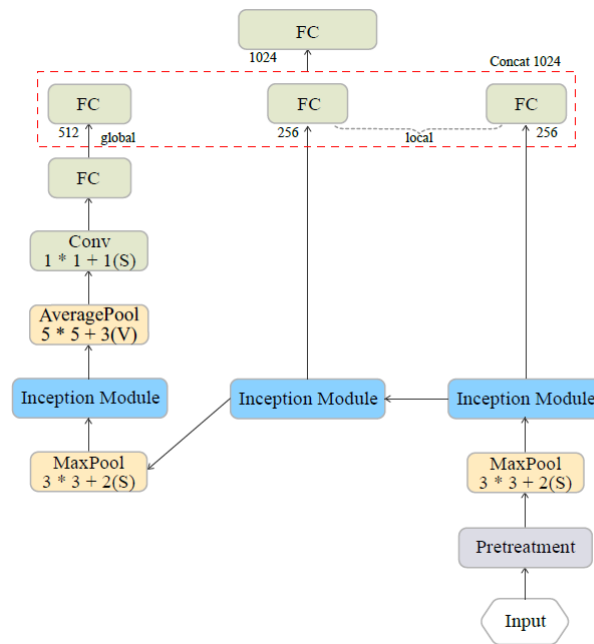 FC
1024
Concat 1024
FC
FC
FC
512
global
256
local
256
FC
Conv
1 * 1 + 1(S)
AveragePool
5 * 5 + 3(V)
Inception Module
Inception Module
Inception Module
MaxPool
3 * 3 + 2(S)
MaxPool
3 * 3 + 2(S)
Pretreatment
Input